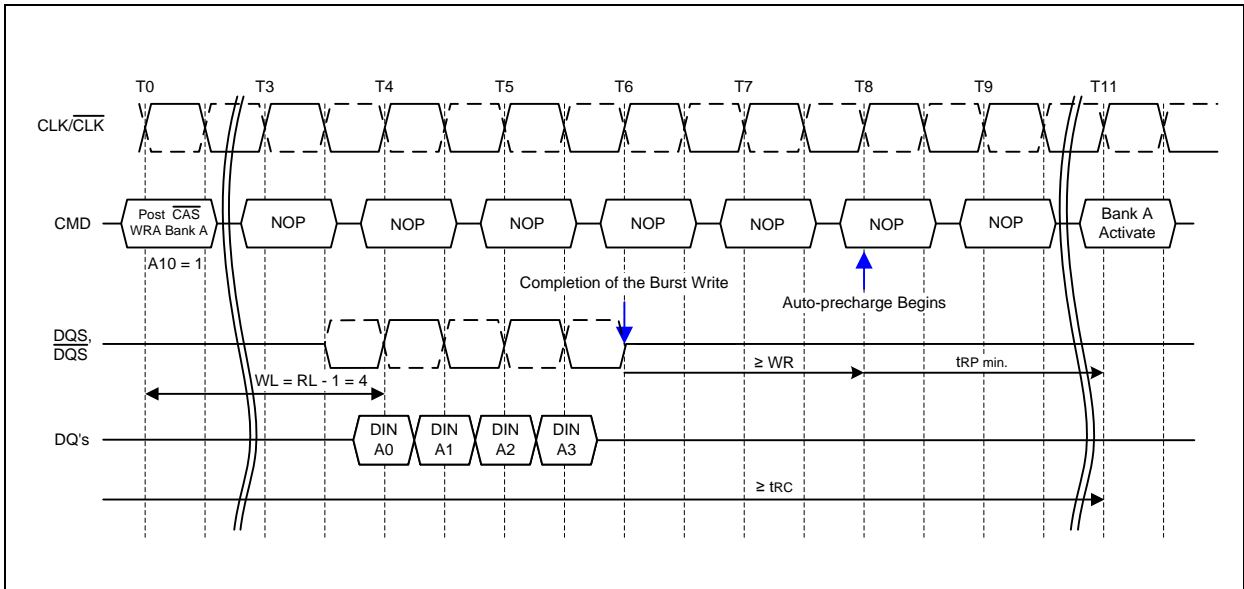 T0 T3 T4 T5 T6 T7 T8 T9 T11
CLK/CLK
CMD
Post CAS
WRA Bank A
NOP NOP NOP NOP NOP NOP NOP
Bank A
Activate
A10 = 1
Completion of the Burst Write
Auto-precharge Begins
DQS,
DQS
WL = RL - 1 = 4
≥ WR
tRP min.
DQ's
DIN
A0
DIN
A1
DIN
A2
DIN
A3
≥ tRC